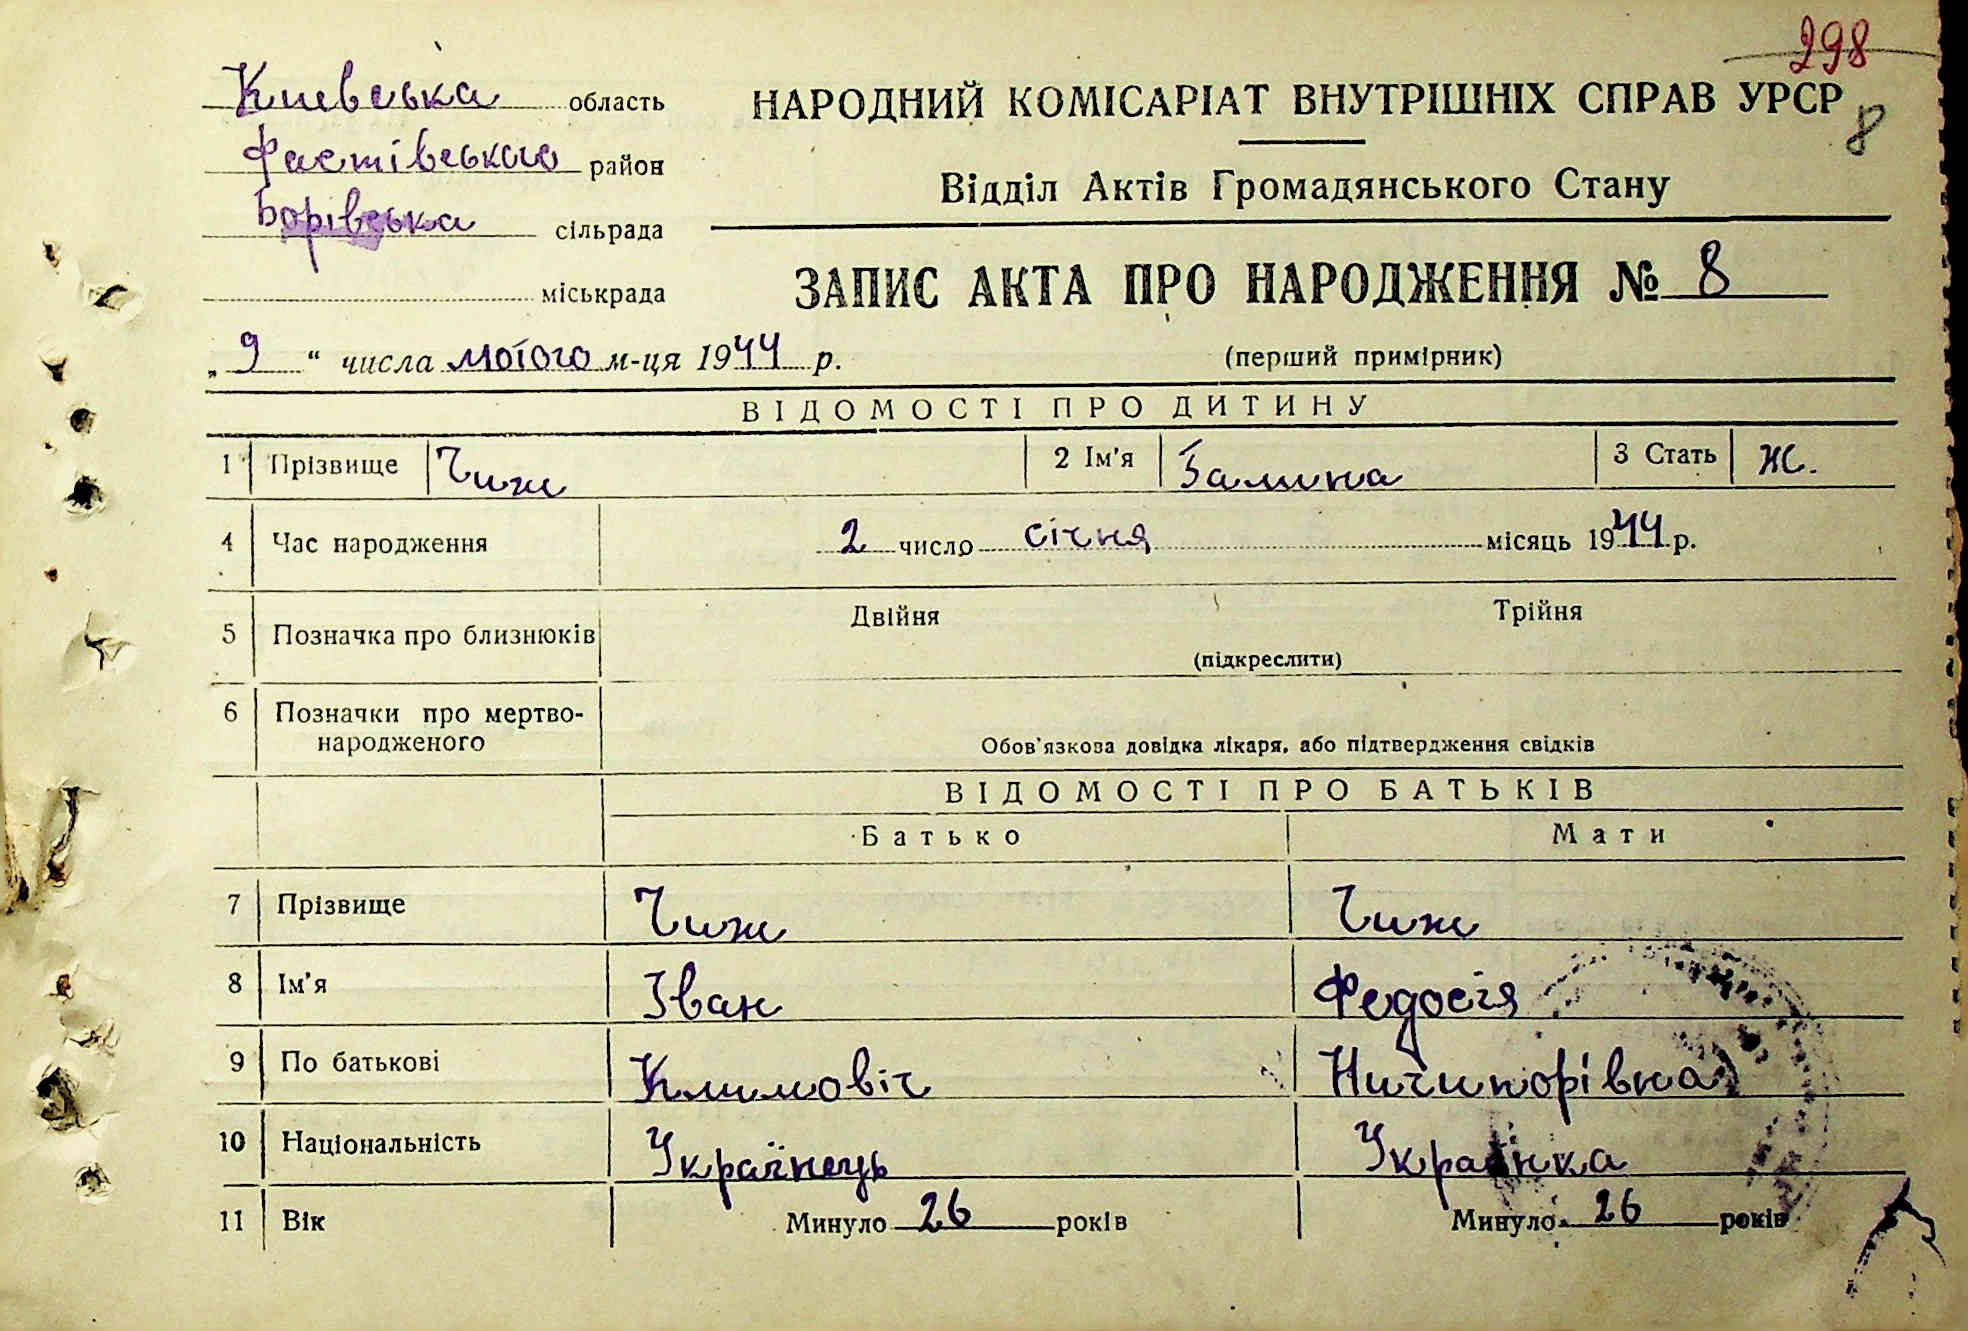 298
Киевська область
НАРОДНИЙ КОМІСАРІАТ ВНУТРІШНІХ СПРАВ УРСР
8
Фастівського район
Відділ Актів Громадянського Стану
Борівська сільрада
міськрада
ЗАПИС АКТА ПРО НАРОДЖЕННЯ № 8
„ 9 “ числа лютого м-ця 1944 р.
(перший примірник)
ВІДОМОСТІ ПРО ДИТИНУ
1 Прізвище Чиж 2 Ім'я Галина 3 Стать Ж.
4 Час народження 2 число січня місяць 1944 р.
5 Позначка про близнюків Двійня Трійня
(підкреслити)
6 Позначки про мертво-
народженого
Обов'язкова довідка лікаря, або підтвердження свідків
ВІДОМОСТІ ПРО БАТЬКІВ
Батько Мати
7 Прізвище Чиж Чиж
8 Ім'я Іван Федосія
9 По батькові Климовіч Ничипорівна
10 Національність Українець Українка
11 Вік Минуло 26 років Минуло 26 років